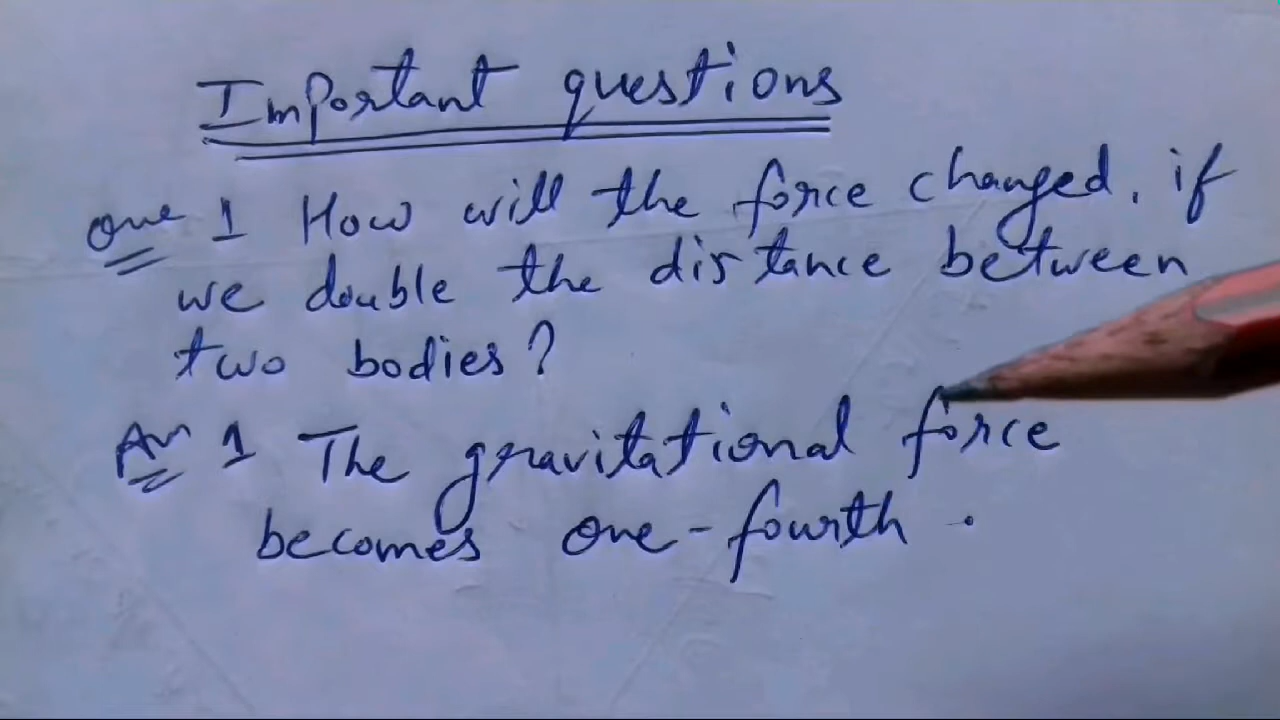 Important questions
Que 1 How will the force changed, if
we double the distance between
two bodies?
An 1 The gravitational force
becomes one-fourth.